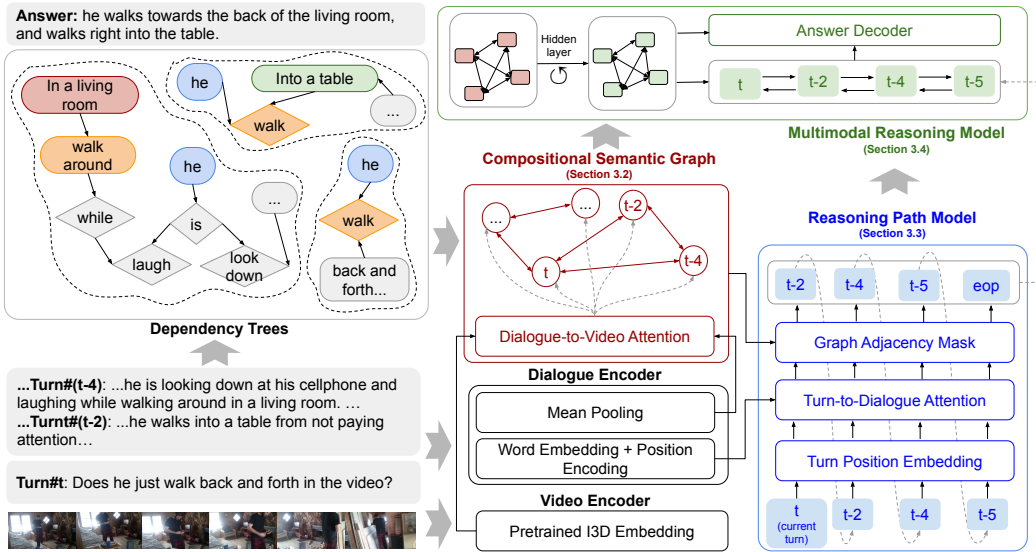 Answer: he walks towards the back of the living room,
and walks right into the table.
In a living
room
walk
around
while
laugh
he
is
look
down
...
he
Into a table
walk
...
he
walk
back and
forth...
Dependency Trees
...Turn#(t-4): ...he is looking down at his cellphone and
laughing while walking around in a living room. ...
...Turnt#(t-2): ...he walks into a table from not paying
attention...
Turn#t: Does he just walk back and forth in the video?
Hidden
layer
Answer Decoder
t
t-2
t-4
t-5
Multimodal Reasoning Model
(Section 3.4)
Compositional Semantic Graph
(Section 3.2)
...
...
t-2
t
t-4
Dialogue-to-Video Attention
Dialogue Encoder
Mean Pooling
Word Embedding + Position
Encoding
Video Encoder
Pretrained I3D Embedding
Reasoning Path Model
(Section 3.3)
t-2
t-4
t-5
eop
Graph Adjacency Mask
Turn-to-Dialogue Attention
Turn Position Embedding
t
(current
turn)
t-2
t-4
t-5